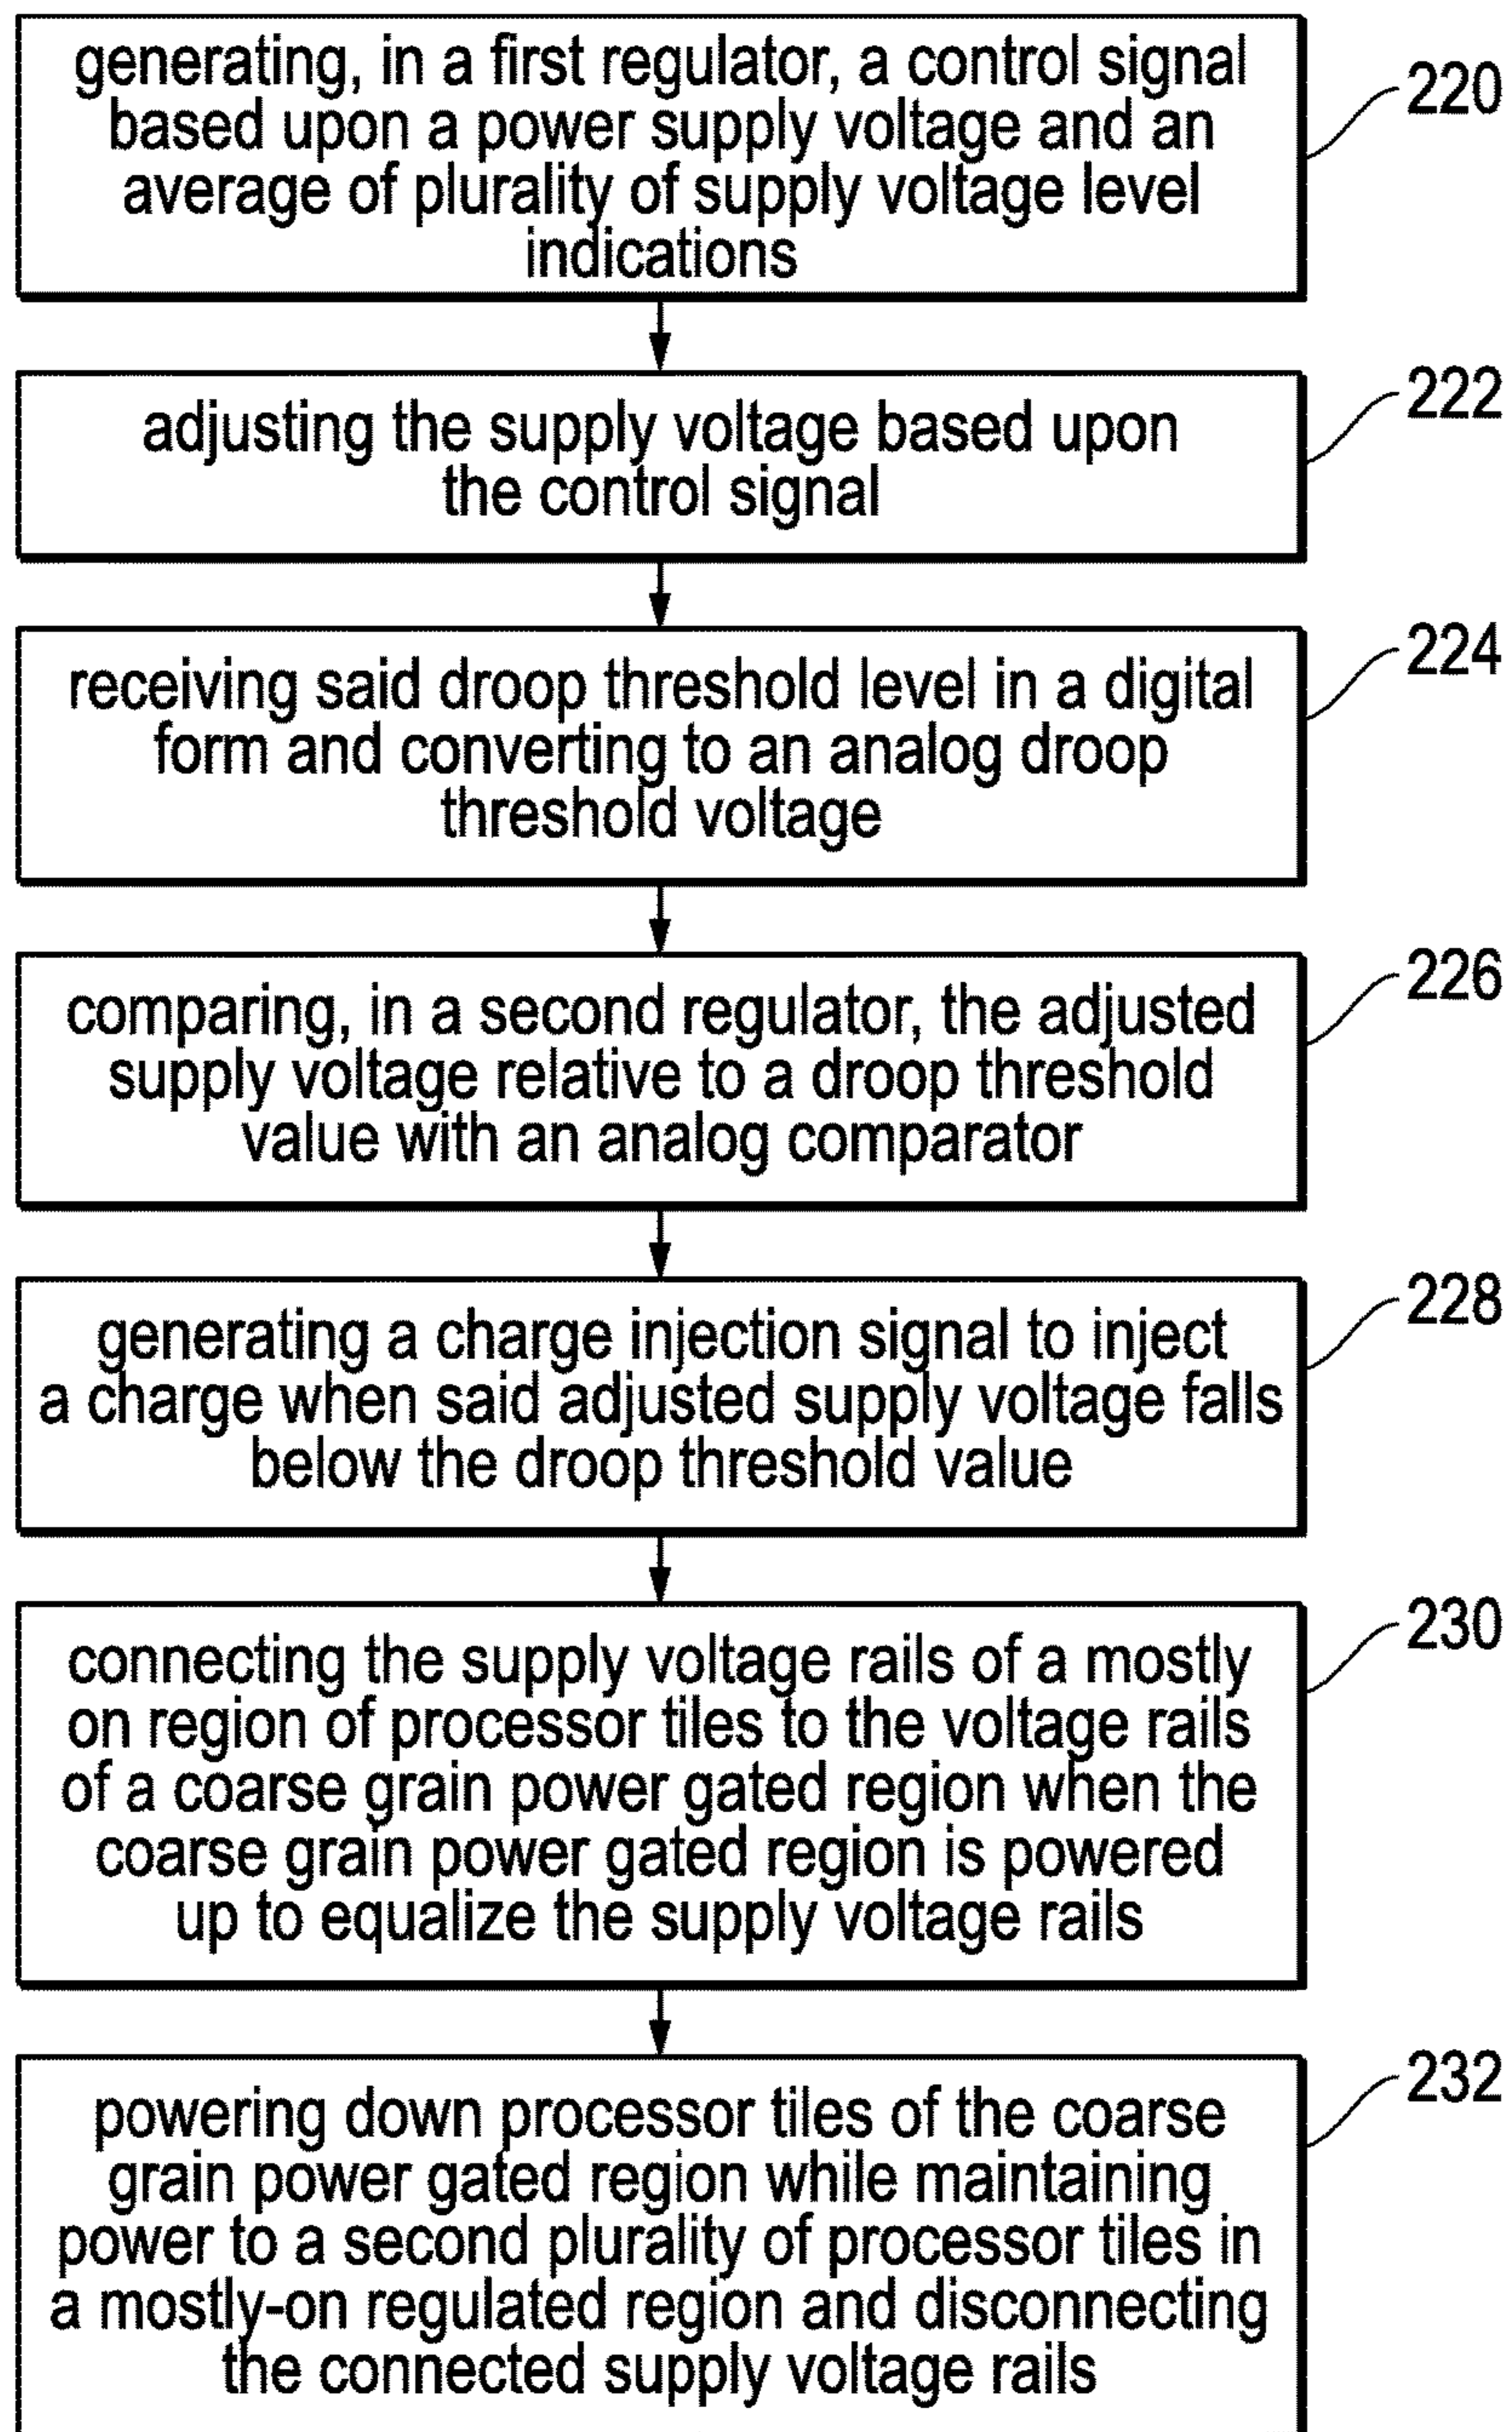 generating, in a first regulator, a control signal
based upon a power supply voltage and an
average of plurality of supply voltage level
indications
220
adjusting the supply voltage based upon
the control signal
222
receiving said droop threshold level in a digital
form and converting to an analog droop
threshold voltage
224
comparing, in a second regulator, the adjusted
supply voltage relative to a droop threshold
value with an analog comparator
226
generating a charge injection signal to inject
a charge when said adjusted supply voltage falls
below the droop threshold value
228
connecting the supply voltage rails of a mostly
on region of processor tiles to the voltage rails
of a coarse grain power gated region when the
coarse grain power gated region is powered
up to equalize the supply voltage rails
230
powering down processor tiles of the coarse
grain power gated region while maintaining
power to a second plurality of processor tiles in
a mostly-on regulated region and disconnecting
the connected supply voltage rails
232